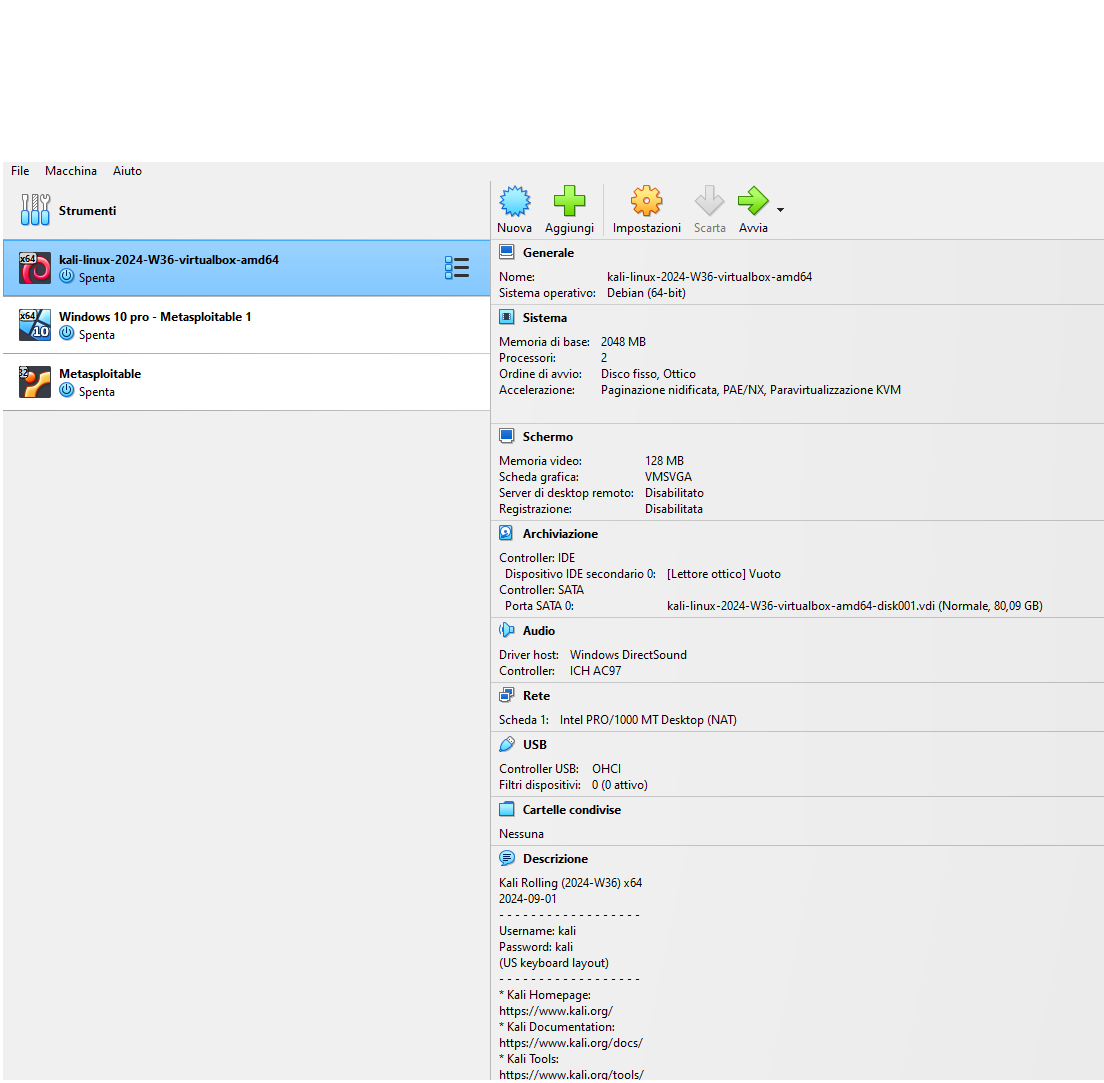 File Macchina Aiuto
Strumenti
Nuova Aggiungi Impostazioni Scarta Avvia
x64
kali-linux-2024-W36-virtualbox-amd64
Spenta
x64
10
Windows 10 pro - Metasploitable 1
Spenta
32
Metasploitable
Spenta
Generale
Nome: kali-linux-2024-W36-virtualbox-amd64
Sistema operativo: Debian (64-bit)
Sistema
Memoria di base: 2048 MB
Processori: 2
Ordine di avvio: Disco fisso, Ottico
Accelerazione: Paginazione nidificata, PAE/NX, Paravirtualizzazione KVM
Schermo
Memoria video: 128 MB
Scheda grafica: VMSVGA
Server di desktop remoto: Disabilitato
Registrazione: Disabilitata
Archiviazione
Controller: IDE
Dispositivo IDE secondario 0: [Lettore ottico] Vuoto
Controller: SATA
Porta SATA 0: kali-linux-2024-W36-virtualbox-amd64-disk001.vdi (Normale, 80,09 GB)
Audio
Driver host: Windows DirectSound
Controller: ICH AC97
Rete
Scheda 1: Intel PRO/1000 MT Desktop (NAT)
USB
Controller USB: OHCI
Filtri dispositivi: 0 (0 attivo)
Cartelle condivise
Nessuna
Descrizione
Kali Rolling (2024-W36) x64
2024-09-01
- - - - - - - - - - - - - - - - - -
Username: kali
Password: kali
(US keyboard layout)
- - - - - - - - - - - - - - - - - -
* Kali Homepage:
https://www.kali.org/
* Kali Documentation:
https://www.kali.org/docs/
* Kali Tools:
https://www.kali.org/tools/